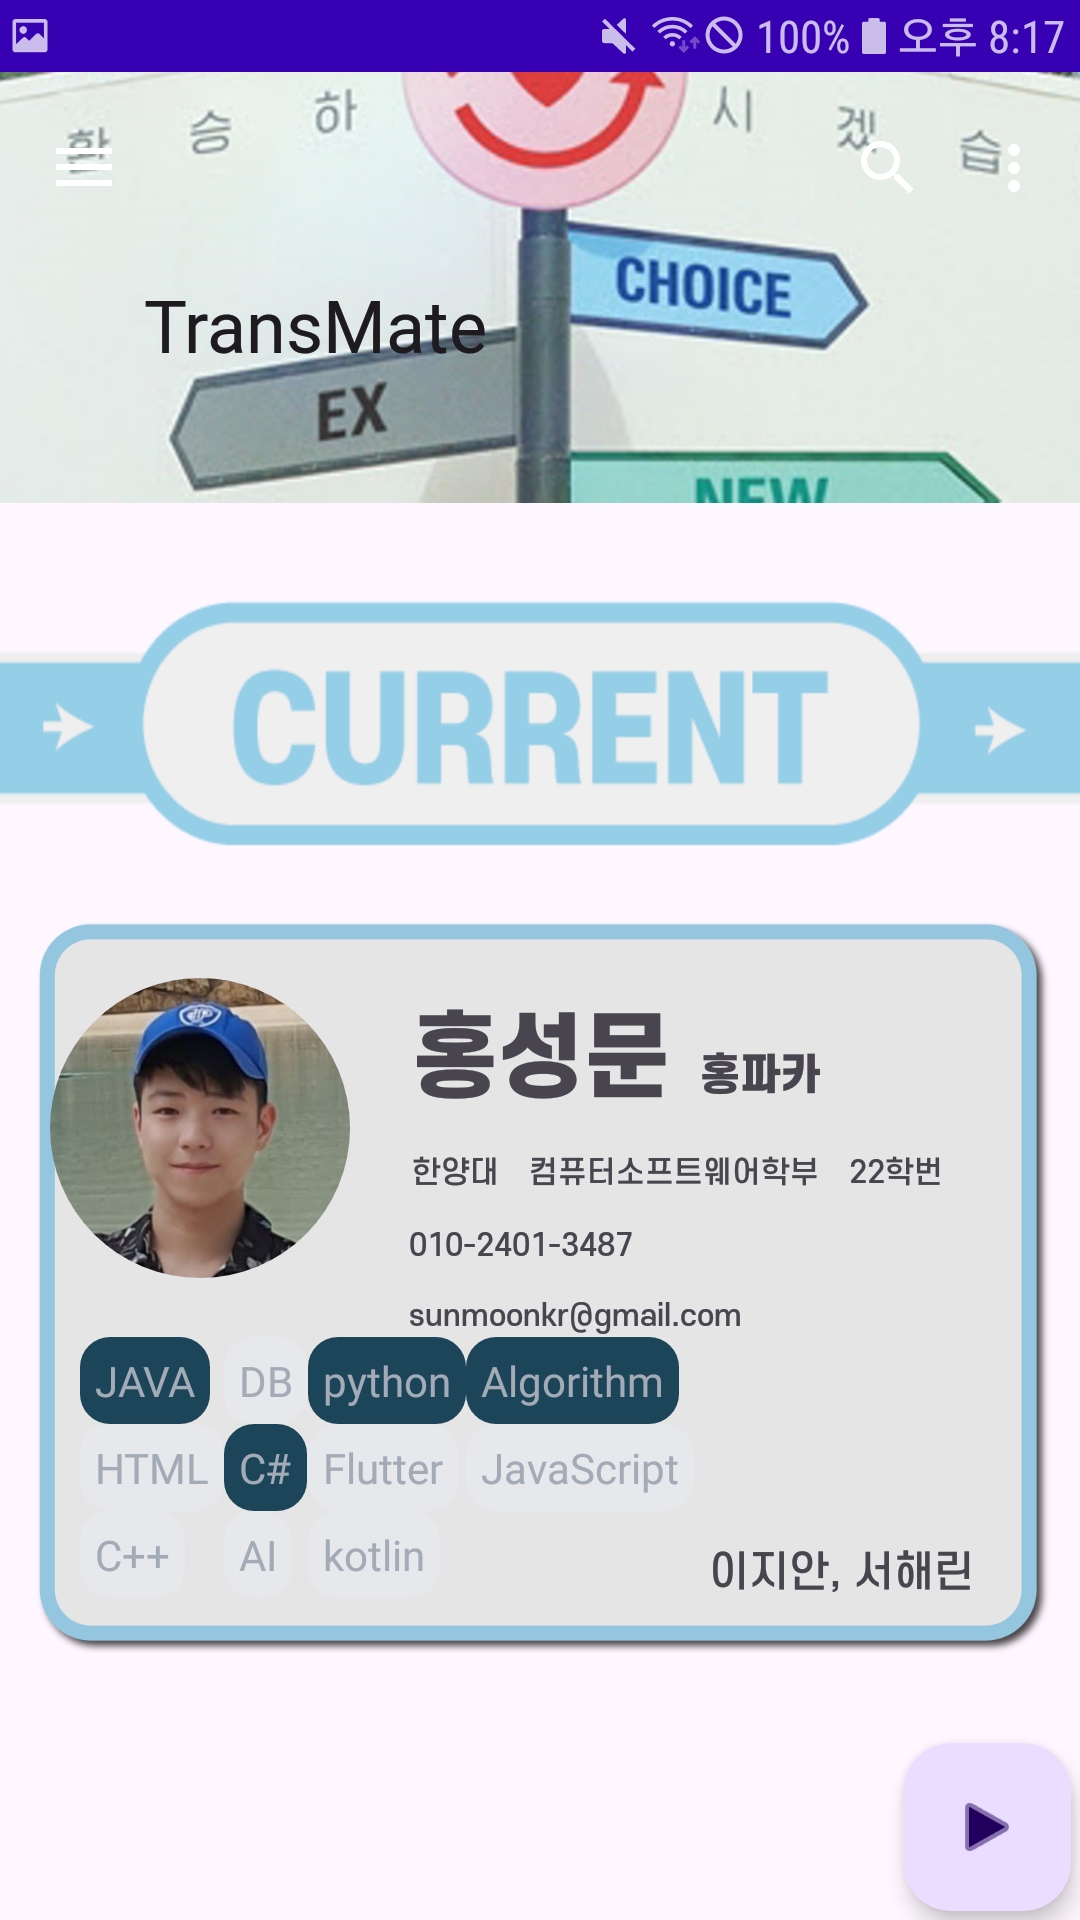 100% 오후 8:17
환 승 하 시 겠 습
CHOICE
TransMate
EX
NEW
CURRENT
홍성문 홍파카
한양대 컴퓨터소프트웨어학부 22학번
010-2401-3487
sunmoonkr@gmail.com
JAVA DB python Algorithm
HTML C# Flutter JavaScript
C++ AI kotlin
이지안, 서해린